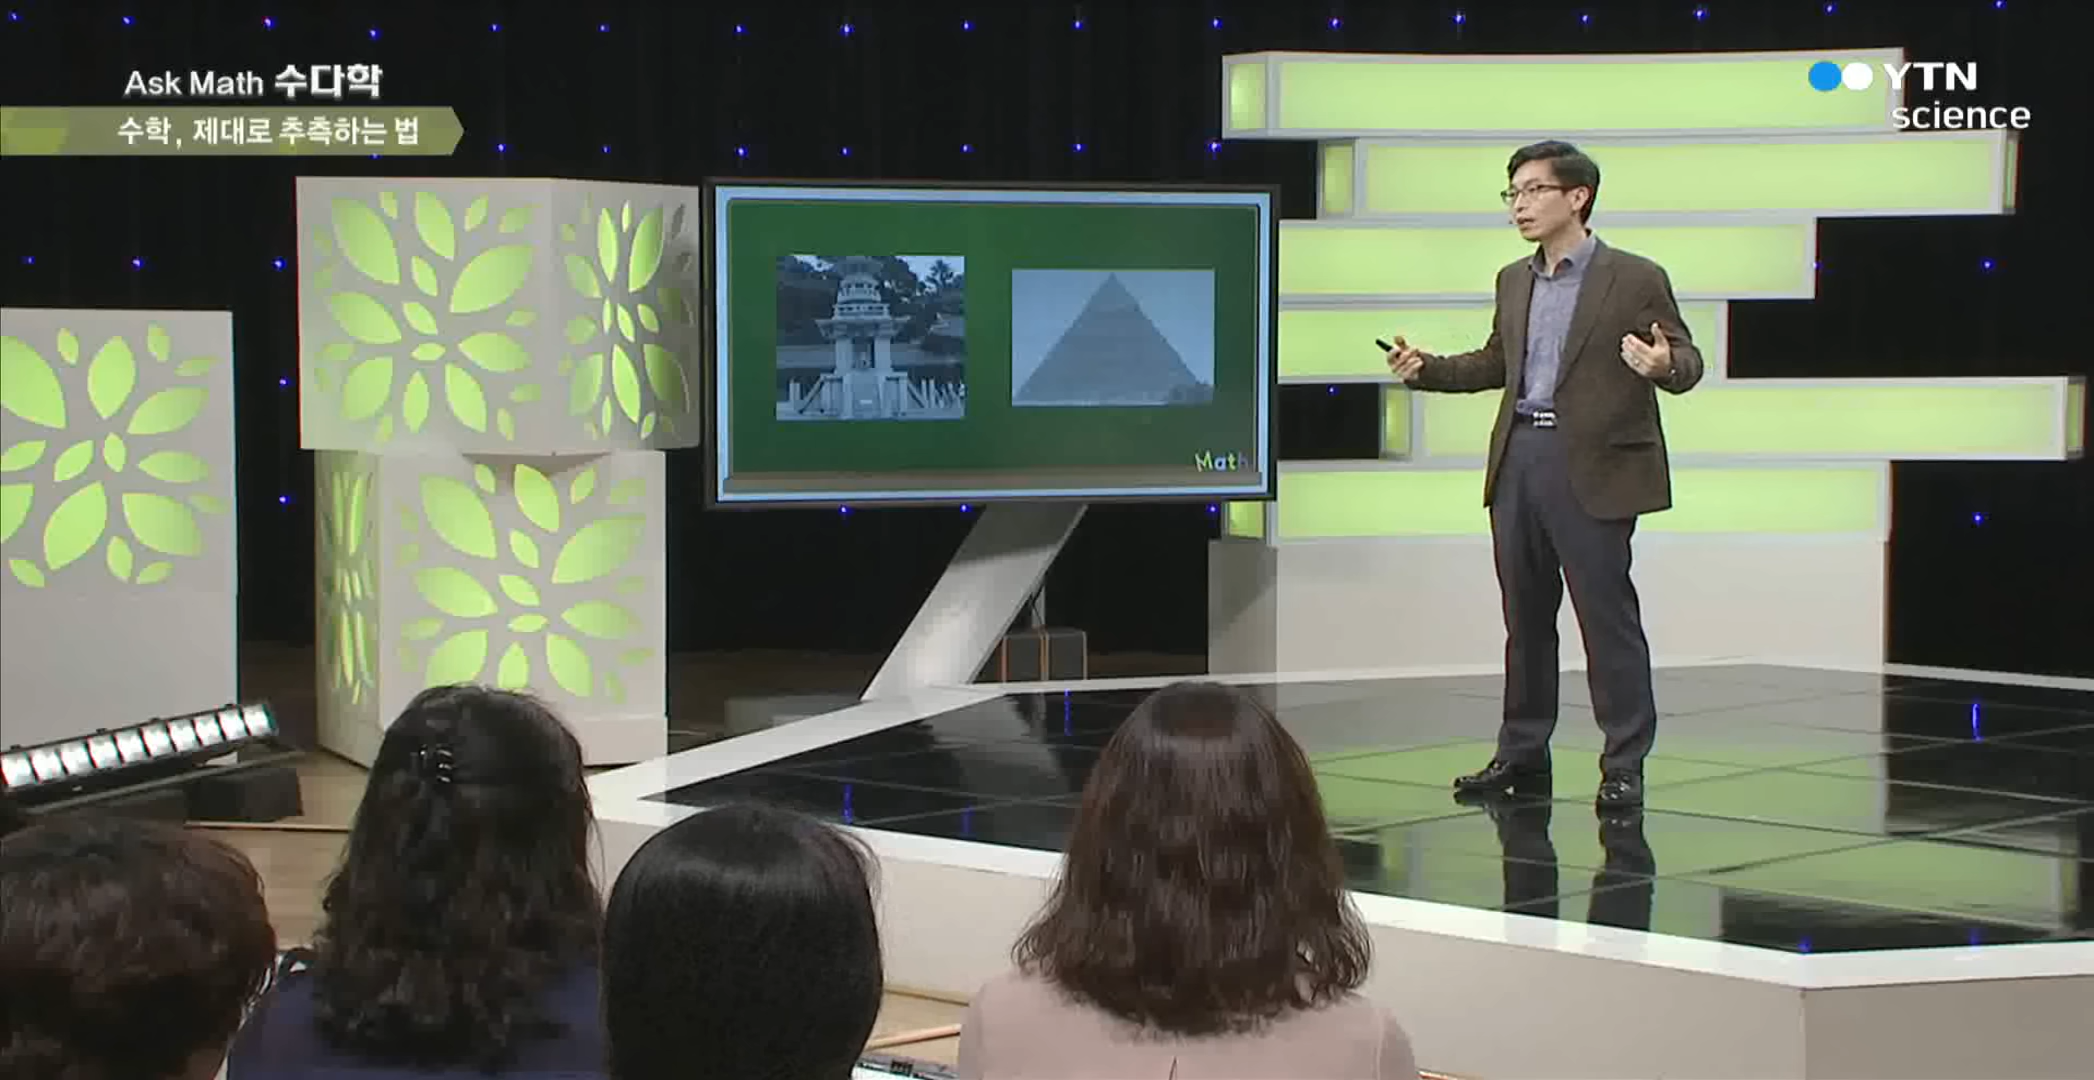 Ask Math 수다학
수학, 제대로 추측하는 법
YTN
science
Math